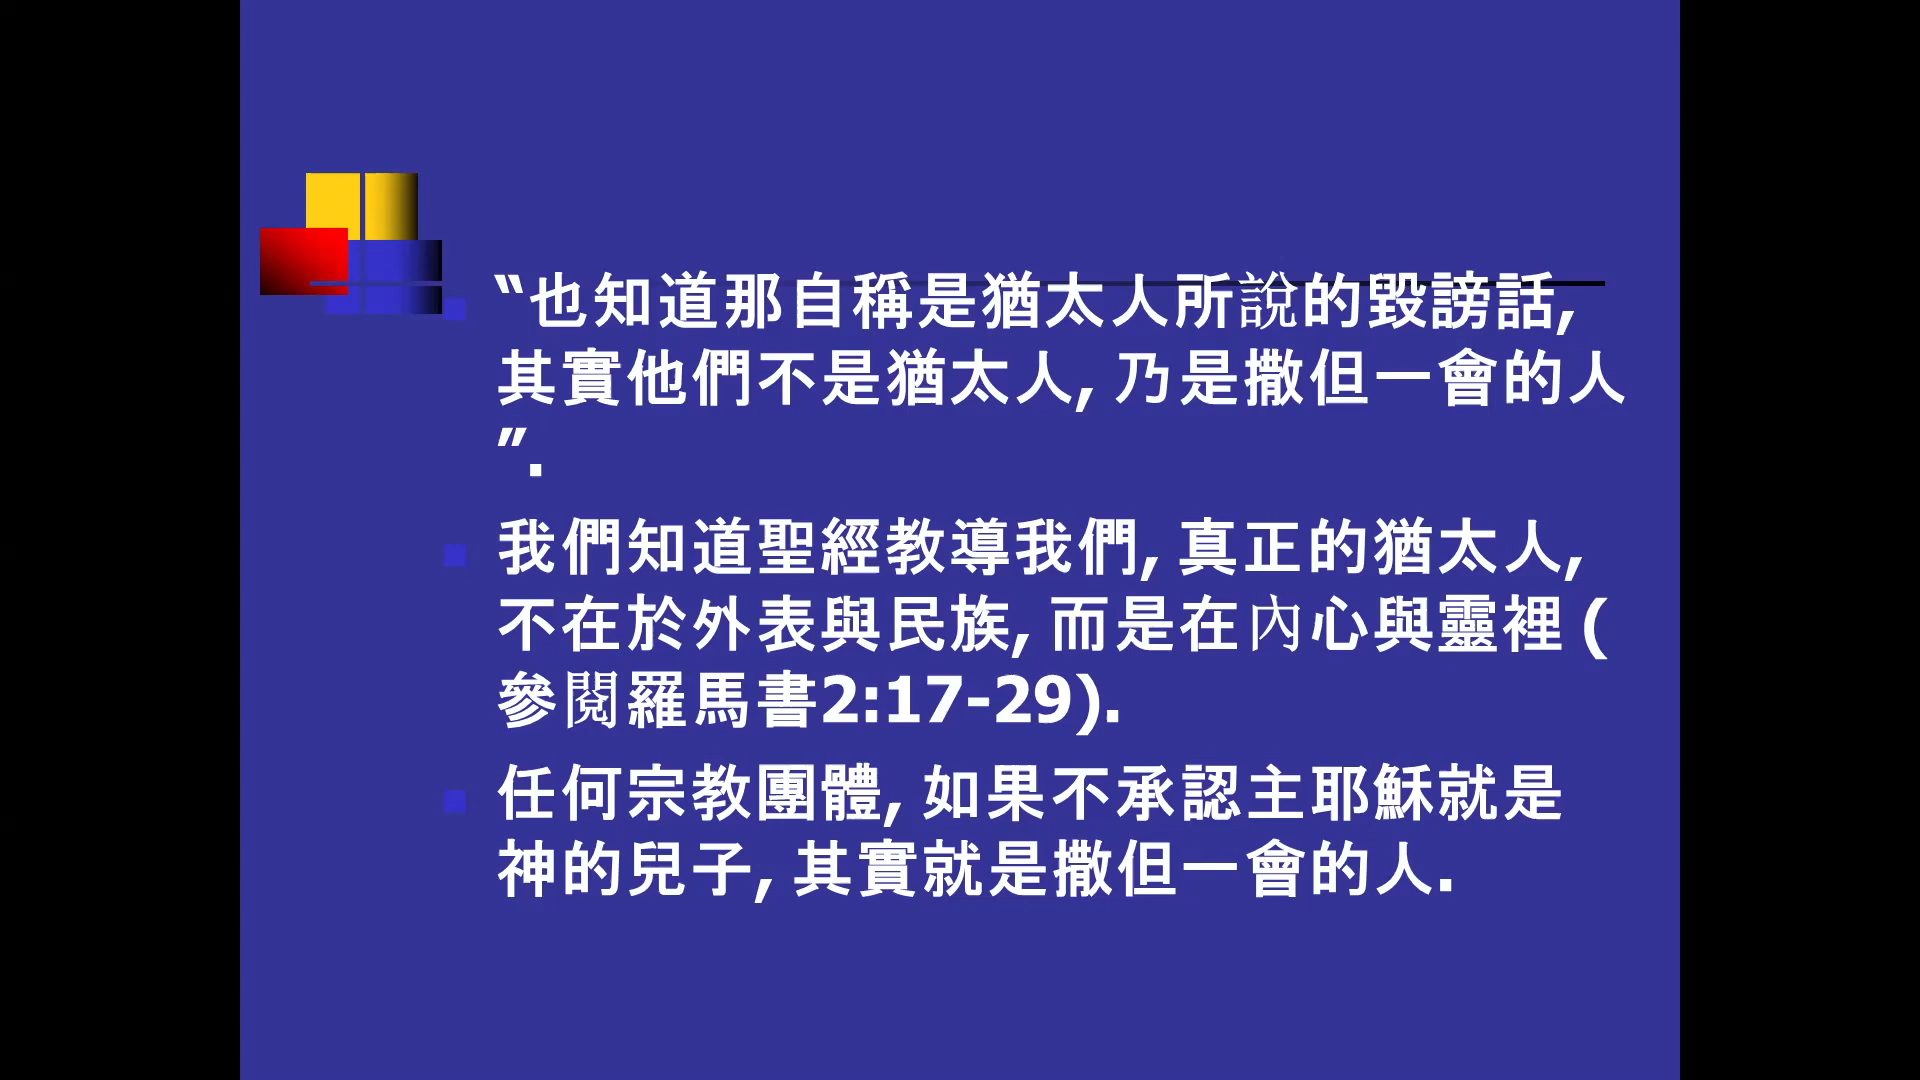 “也知道那自稱是猶太人所說的毀謗話,
其實他們不是猶太人, 乃是撒但一會的人
”.
我們知道聖經教導我們, 真正的猶太人,
不在於外表與民族, 而是在內心與靈裡 (
參閱羅馬書2:17-29).
任何宗教團體, 如果不承認主耶穌就是
神的兒子, 其實就是撒但一會的人.